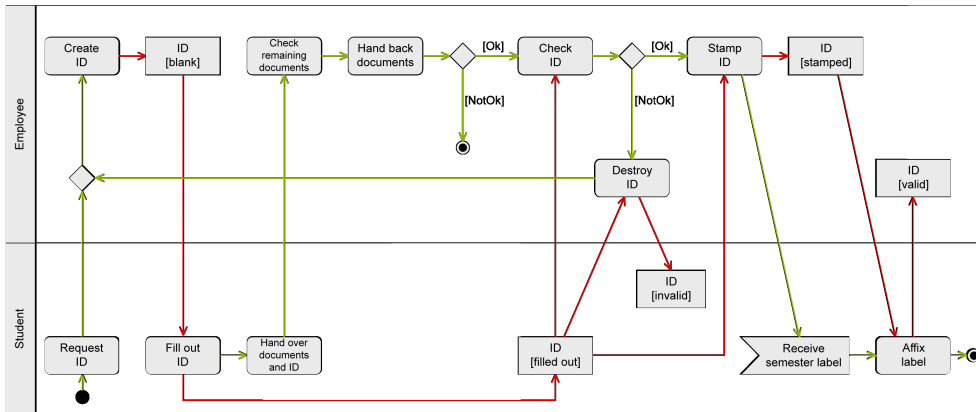 Employee
Create
ID
ID
[blank]
Check
remaining
documents
Hand back
documents
[Ok]
[NotOk]
Check
ID
[Ok]
[NotOk]
Stamp
ID
ID
[stamped]
Destroy
ID
ID
[valid]
Student
ID
[invalid]
Request
ID
Fill out
ID
Hand over
documents
and ID
ID
[filled out]
Receive
semester label
Affix
label